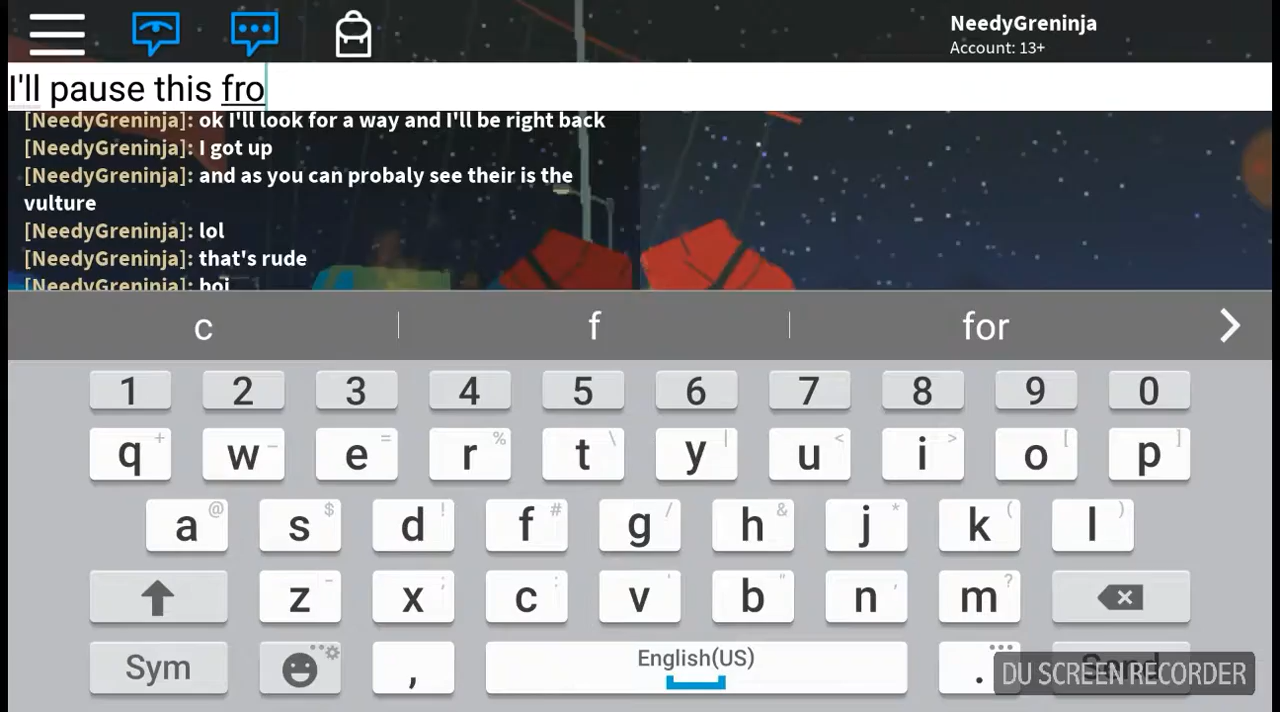 NeedyGreninja
Account: 13+
I'll pause this fro
[NeedyGreninja]: ok I'll look for a way and I'll be right back
[NeedyGreninja]: I got up
[NeedyGreninja]: and as you can probaly see their is the
vulture
[NeedyGreninja]: lol
[NeedyGreninja]: that's rude
[NeedyGreninja]: boi
c f for
1 2 3 4 5 6 7 8 9 0
q + w - e = r % t \ y | u < i > o [ p ]
a @ s $ d ! f # g / h & j * k ( l )
z - x ; c : v ' b " n , m ?
Sym , English(US) . Send
DU SCREEN RECORDER